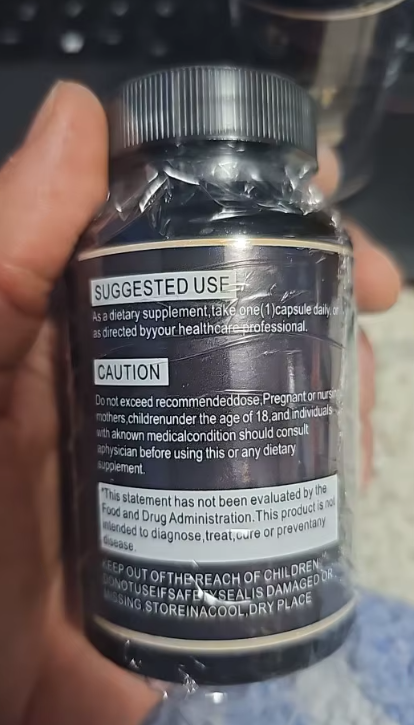 SUGGESTED USE
As a dietary supplement,take one(1)capsule daily, or
as directed byyour healthcare professional.
CAUTION
Do not exceed recommendeddose.Pregnant or nursing
mothers,childrenunder the age of 18,and individuals
with aknown medicalcondition should consult
aphysician before using this or any dietary
supplement.
*This statement has not been evaluated by the
Food and Drug Administration.This product is not
intended to diagnose,treat,cure or preventany
disease.
KEEP OUT OFTHEREACH OF CHILDREN.
DONOTUSEIFSAFETYSEALIS DAMAGED OR
MISSING.STOREINACOOL,DRY PLACE